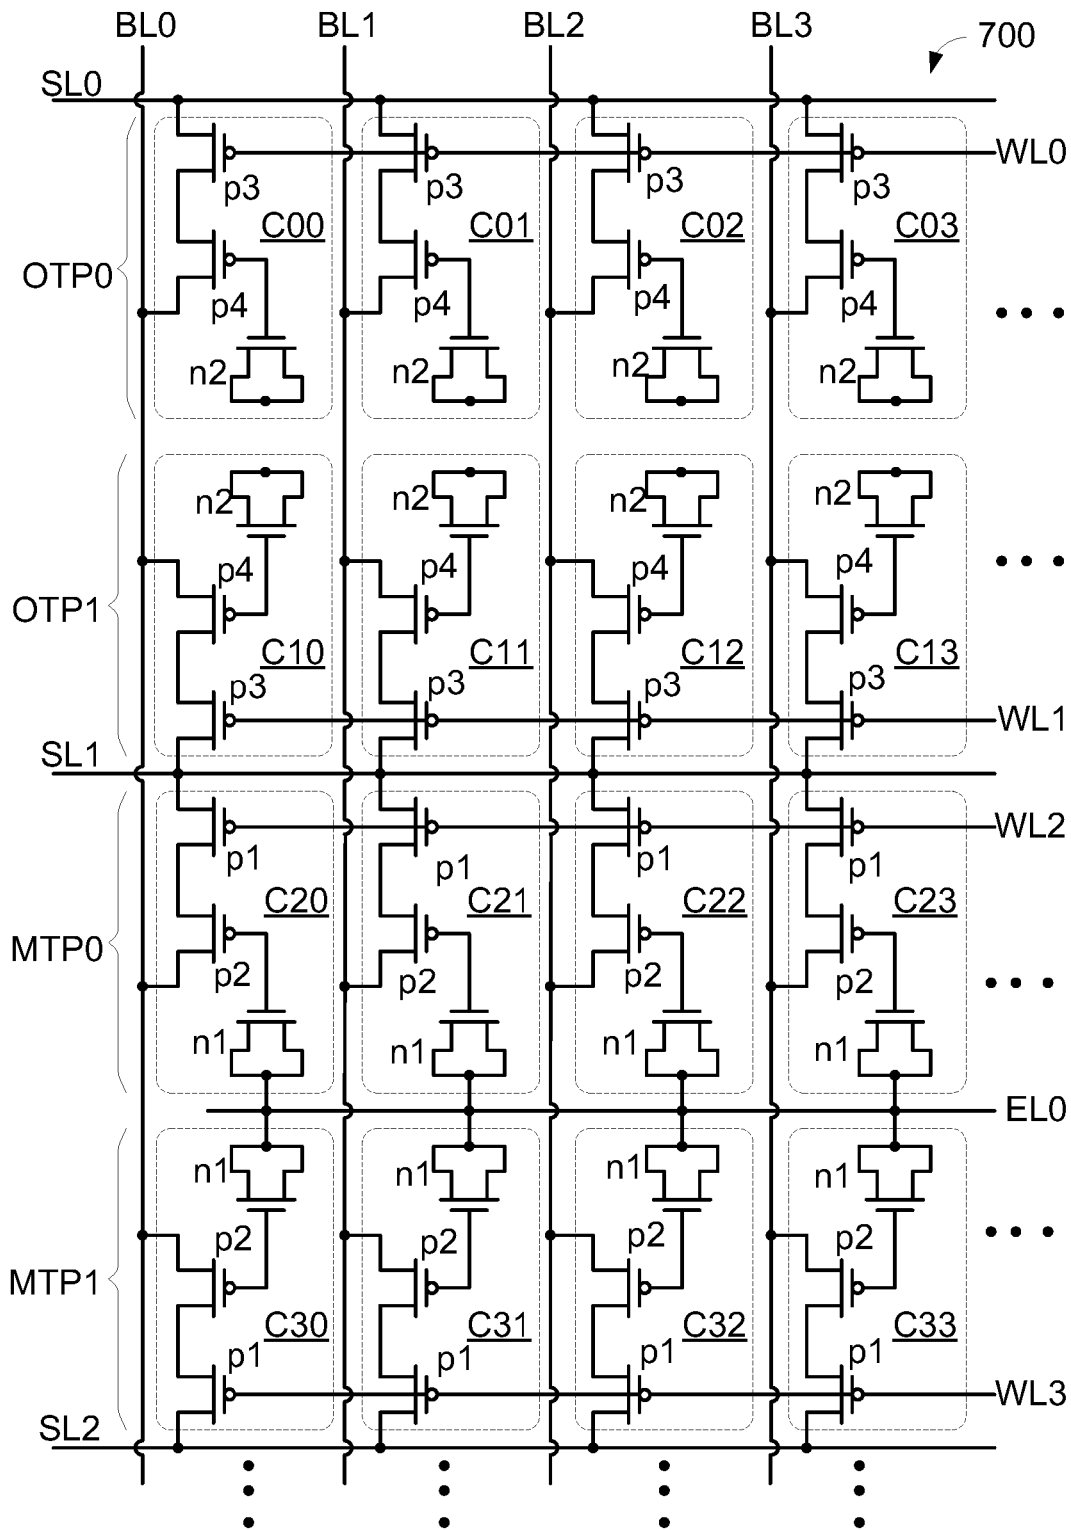 BL0 BL1 BL2 BL3
700
SL0
WL0
p3 p3 p3 p3
C00 C01 C02 C03
OTP0
p4 p4 p4 p4
n2 n2 n2 n2
n2 n2 n2 n2
p4 p4 p4 p4
OTP1
C10 C11 C12 C13
p3 p3 p3 p3
WL1
SL1
WL2
p1 p1 p1 p1
C20 C21 C22 C23
MTP0
p2 p2 p2 p2
n1 n1 n1 n1
EL0
n1 n1 n1 n1
p2 p2 p2 p2
MTP1
C30 C31 C32 C33
p1 p1 p1 p1
WL3
SL2